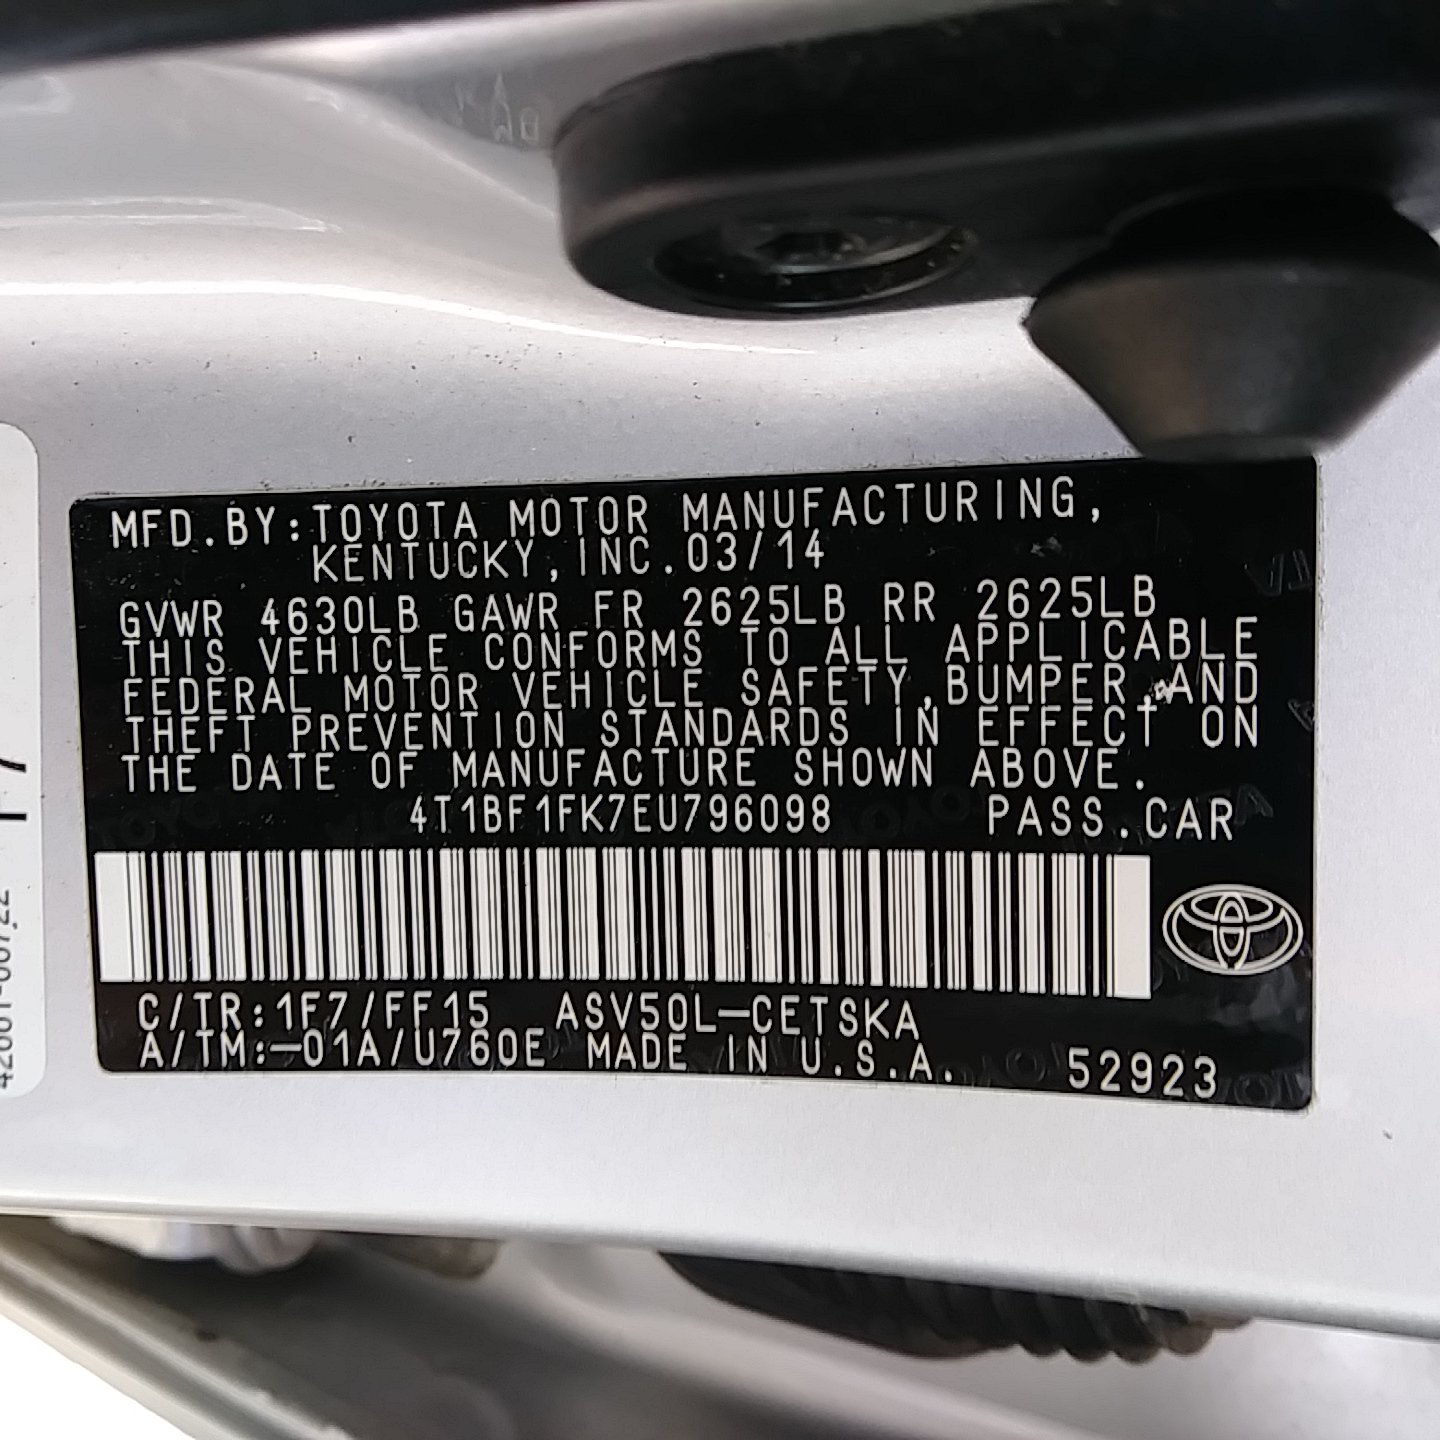 MFD.BY:TOYOTA MOTOR MANUFACTURING,
KENTUCKY,INC.03/14
GVWR 4630LB GAWR FR 2625LB RR 2625LB
THIS VEHICLE CONFORMS TO ALL APPLICABLE
FEDERAL MOTOR VEHICLE SAFETY,BUMPER,AND
THEFT PREVENTION STANDARDS IN EFFECT ON
THE DATE OF MANUFACTURE SHOWN ABOVE.
4T1BF1FK7EU796098 PASS.CAR
C/TR:1F7/FF15 ASV50L-CETSKA
A/TM:-01A/U760E MADE IN U.S.A. 52923